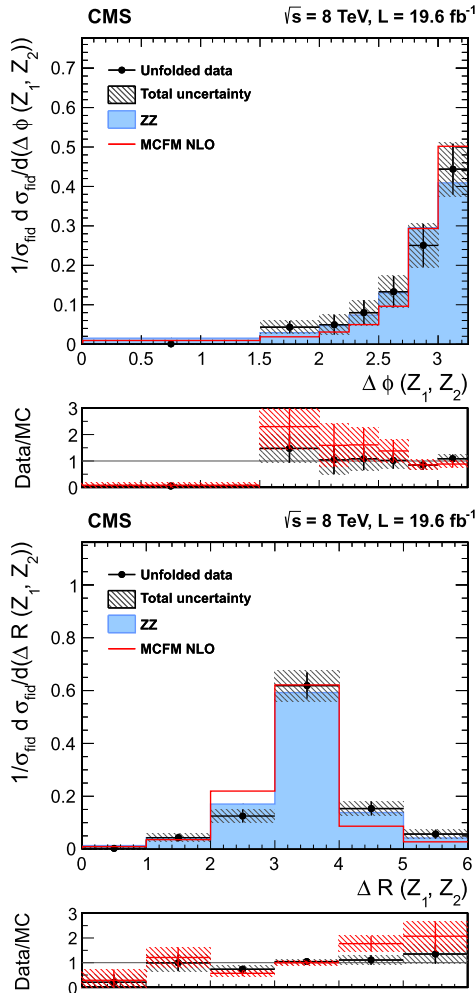 CMS √s = 8 TeV, L = 19.6 fb⁻¹
1/σ_fid d σ_fid/d(Δ ϕ (Z₁, Z₂))
0.7
0.6
0.5
0.4
0.3
0.2
0.1
0
Unfolded data
Total uncertainty
ZZ
MCFM NLO
0 0.5 1 1.5 2 2.5 3
Δ ϕ (Z₁, Z₂)
Data/MC
3
2
1
0
CMS √s = 8 TeV, L = 19.6 fb⁻¹
1/σ_fid d σ_fid/d(Δ R (Z₁, Z₂))
1
0.8
0.6
0.4
0.2
0
Unfolded data
Total uncertainty
ZZ
MCFM NLO
0 1 2 3 4 5 6
Δ R (Z₁, Z₂)
Data/MC
3
2
1
0